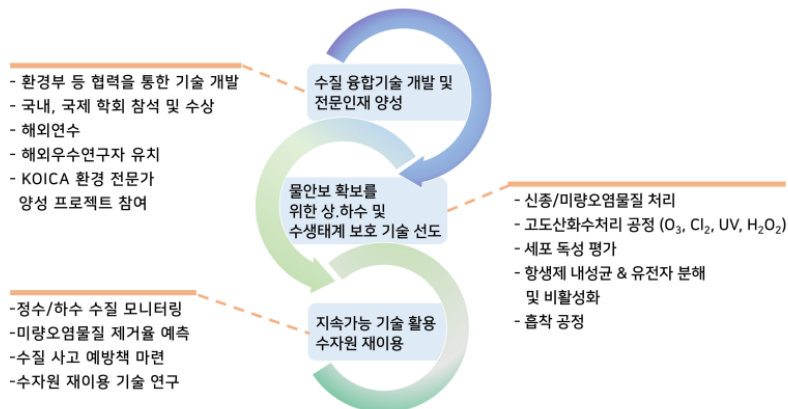 수질 융합기술 개발 및
전문인재 양성
- 환경부 등 협력을 통한 기술 개발
- 국내, 국제 학회 참석 및 수상
- 해외연수
- 해외우수연구자 유치
- KOICA 환경 전문가
양성 프로젝트 참여
물안보 확보를
위한 상.하수 및
수생태계 보호 기술 선도
- 신종/미량오염물질 처리
- 고도산화수처리 공정 (O₃, Cl₂, UV, H₂O₂)
- 세포 독성 평가
- 항생제 내성균 & 유전자 분해
및 비활성화
- 흡착 공정
지속가능 기술 활용
수자원 재이용
-정수/하수 수질 모니터링
-미량오염물질 제거율 예측
-수질 사고 예방책 마련
-수자원 재이용 기술 연구